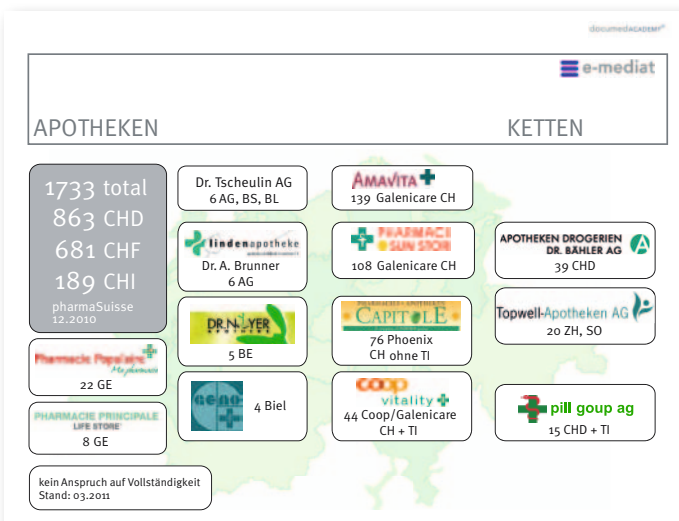 documedACADEMY®
e-mediat
APOTHEKEN
KETTEN
1733 total
863 CHD
681 CHF
189 CHI
pharmaSuisse
12.2010
Pharmacie Populaire
Ma pharmacie
22 GE
PHARMACIE PRINCIPALE
LIFE STORE
8 GE
kein Anspruch auf Vollständigkeit
Stand: 03.2011
Dr. Tscheulin AG
6 AG, BS, BL
lindenapotheke
Dr. A. Brunner
6 AG
DR. NOYER
APOTHEKE
5 BE
geno
4 Biel
AMAVITA
139 Galenicare CH
PHARMACIE
SUN STORE
108 Galenicare CH
CAPITOLE
76 Phoenix
CH ohne TI
coop
vitality
44 Coop/Galenicare
CH + TI
APOTHEKEN DROGERIEN
DR. BÄHLER AG
39 CHD
Topwell-Apotheken AG
20 ZH, SO
pill goup ag
15 CHD + TI